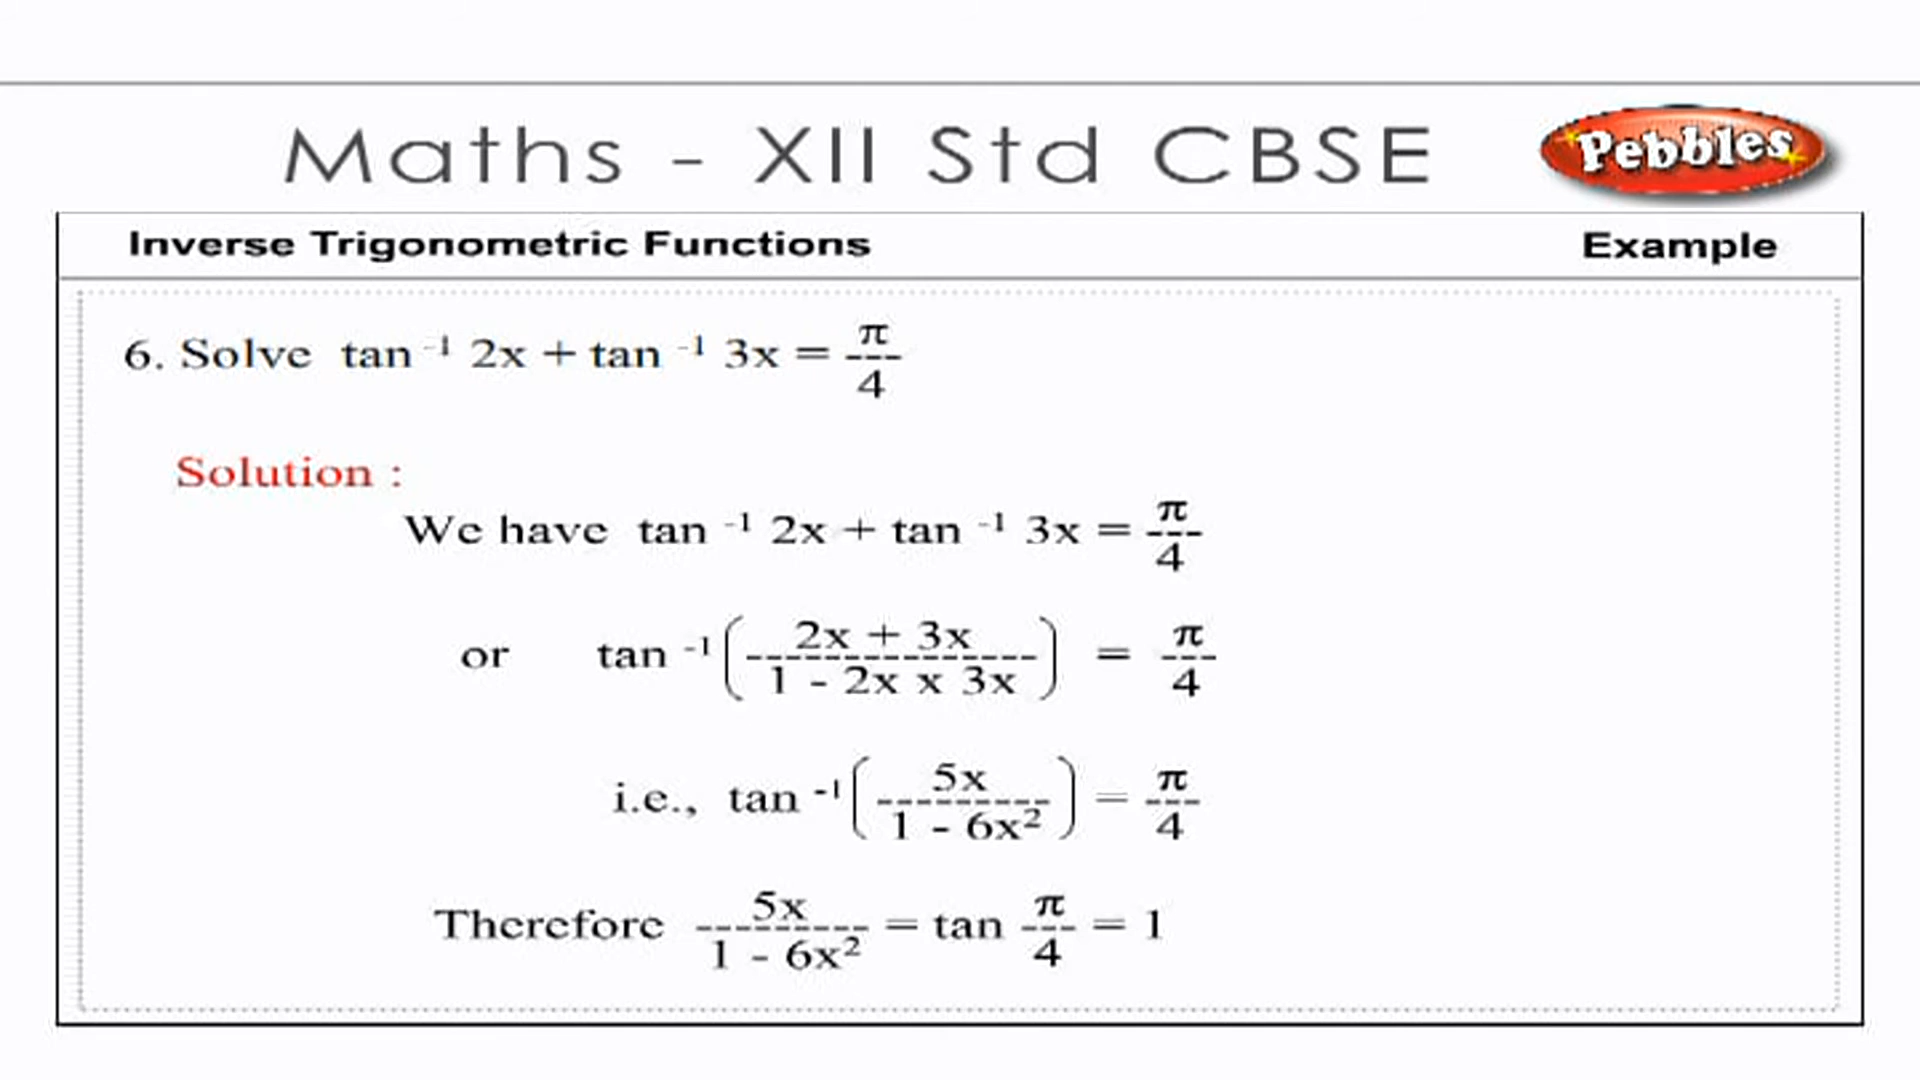 Maths - XII Std CBSE
Pebbles
Inverse Trigonometric Functions
Example
6. Solve tan⁻¹ 2x + tan⁻¹ 3x = π/4
Solution :
We have tan⁻¹ 2x + tan⁻¹ 3x = π/4
or tan⁻¹ ( 2x + 3x / 1 - 2x x 3x ) = π/4
i.e., tan⁻¹ ( 5x / 1 - 6x² ) = π/4
Therefore 5x / 1 - 6x² = tan π/4 = 1